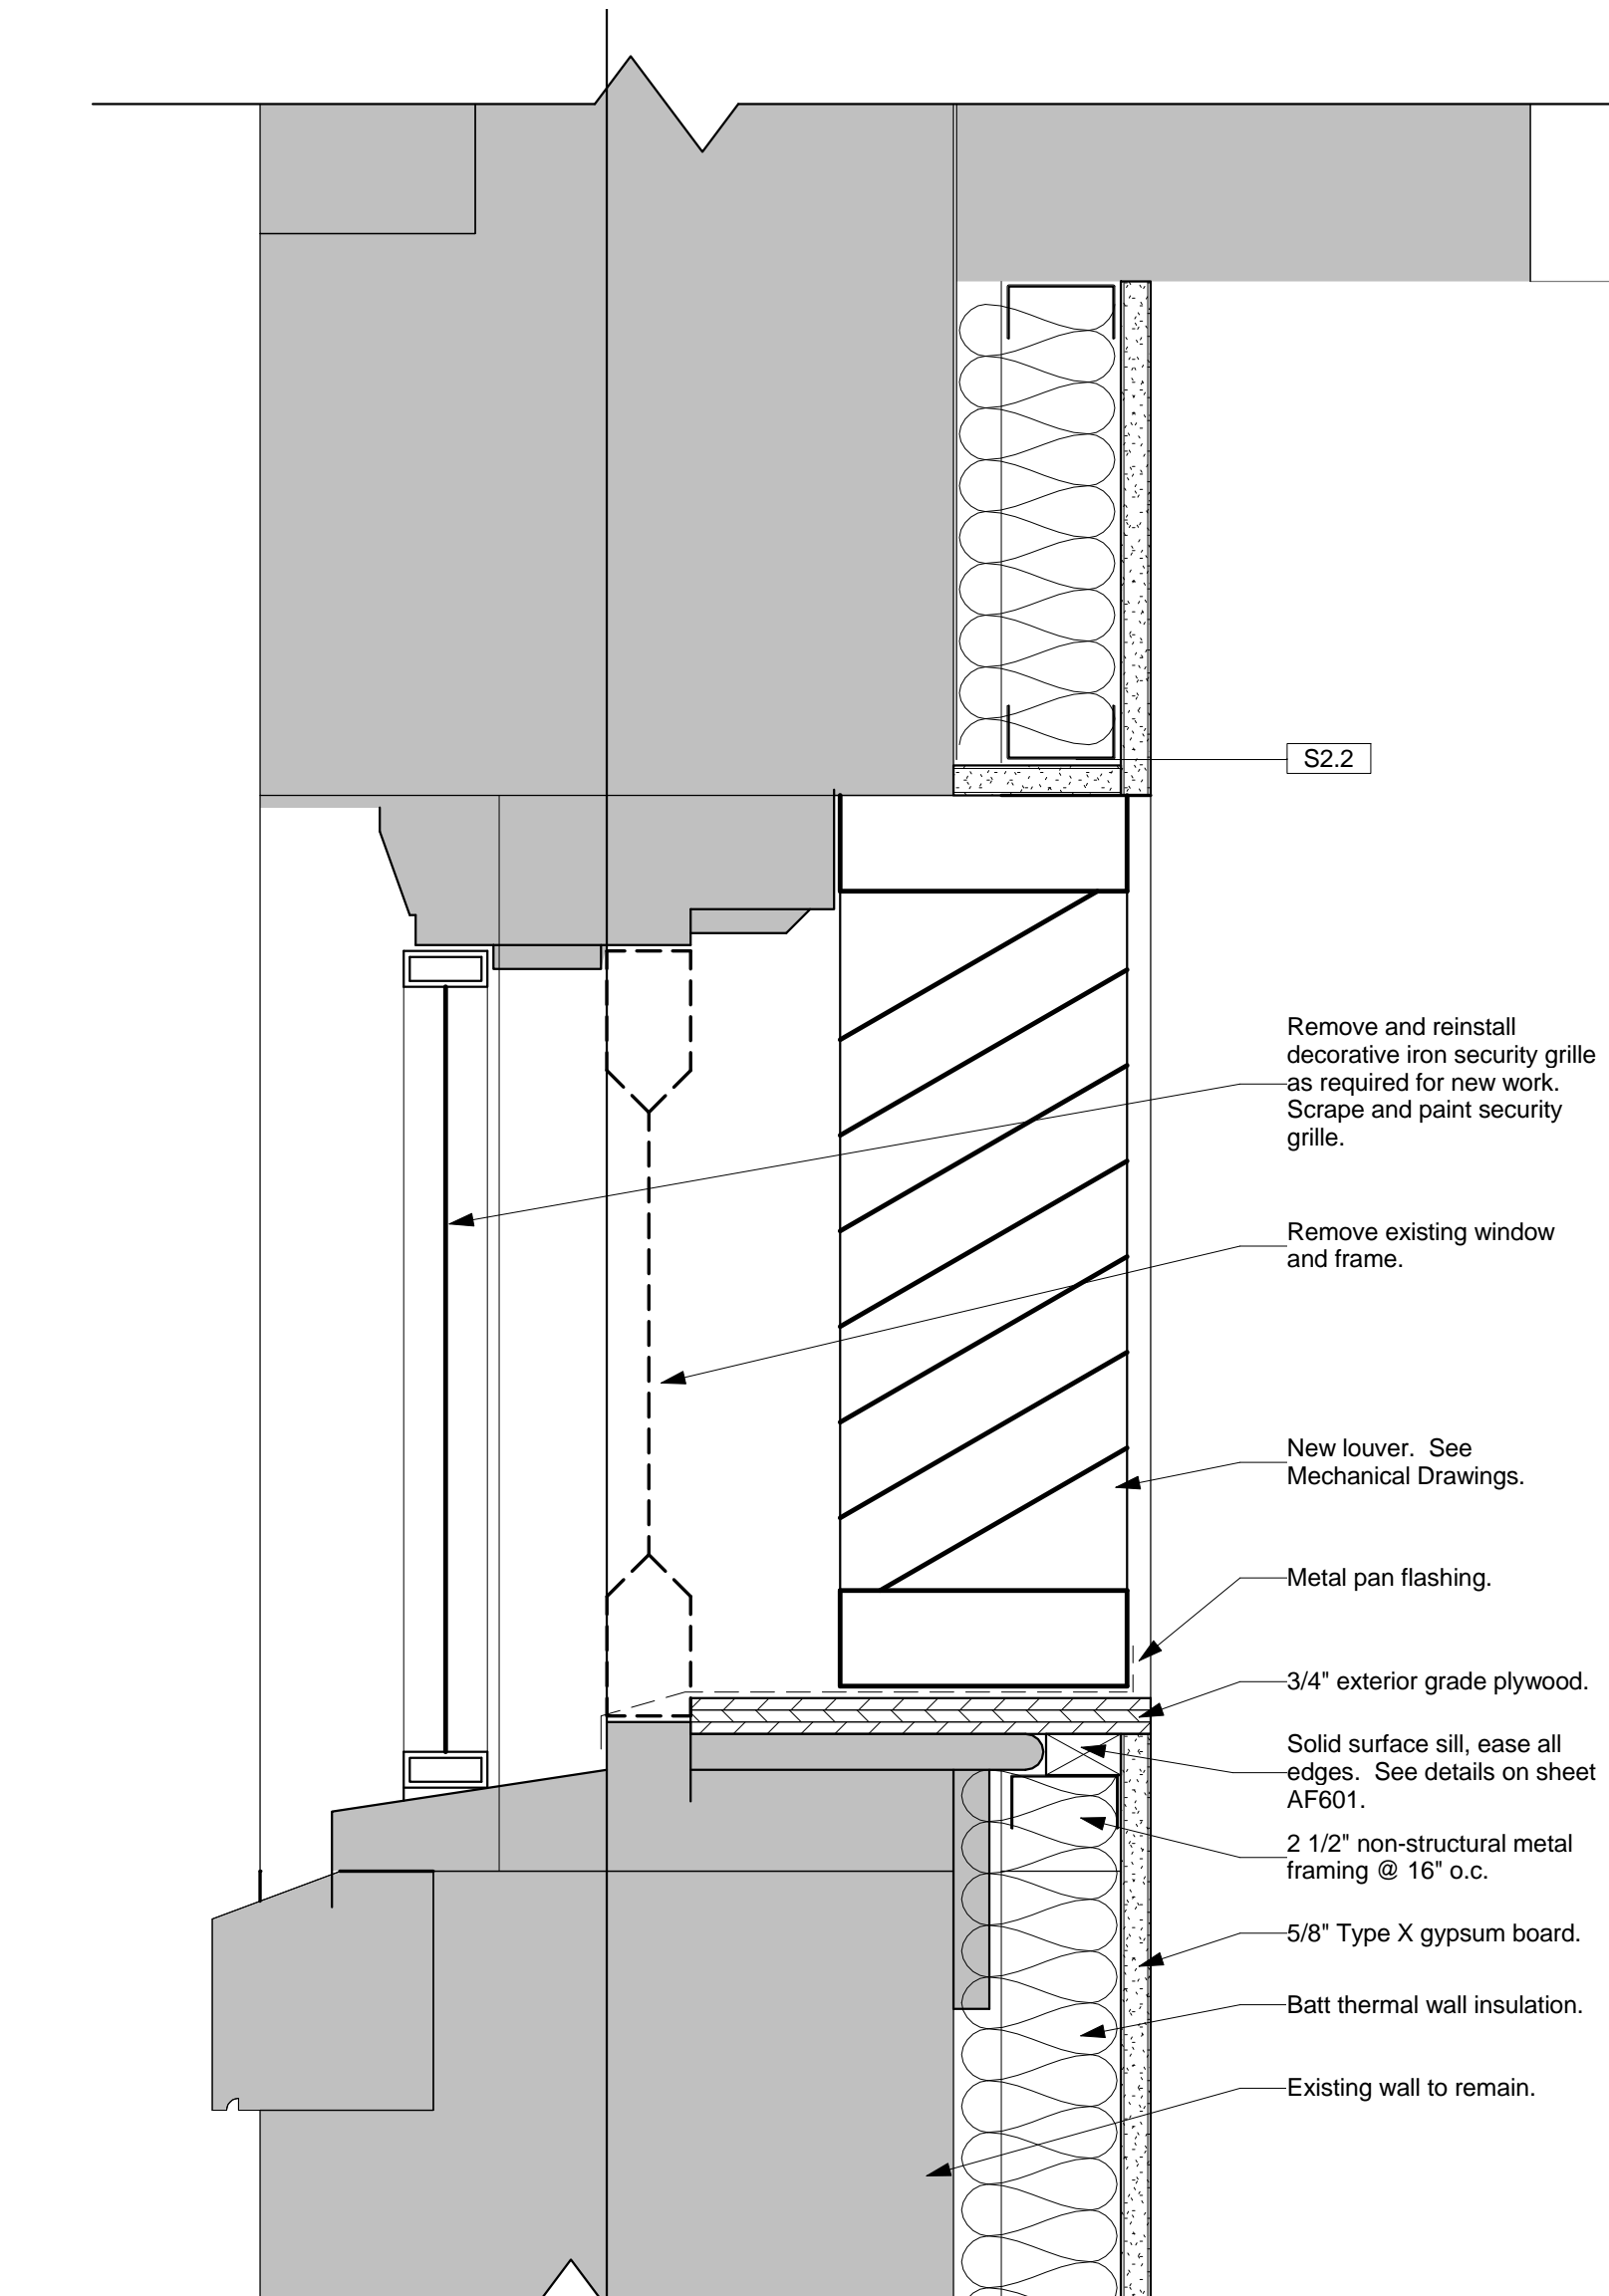 S2.2
Remove and reinstall
decorative iron security grille
as required for new work.
Scrape and paint security
grille.
Remove existing window
and frame.
New louver.  See
Mechanical Drawings.
Metal pan flashing.
3/4" exterior grade plywood.
Solid surface sill, ease all
edges.  See details on sheet
AF601.
2 1/2" non-structural metal
framing @ 16" o.c.
5/8" Type X gypsum board.
Batt thermal wall insulation.
Existing wall to remain.